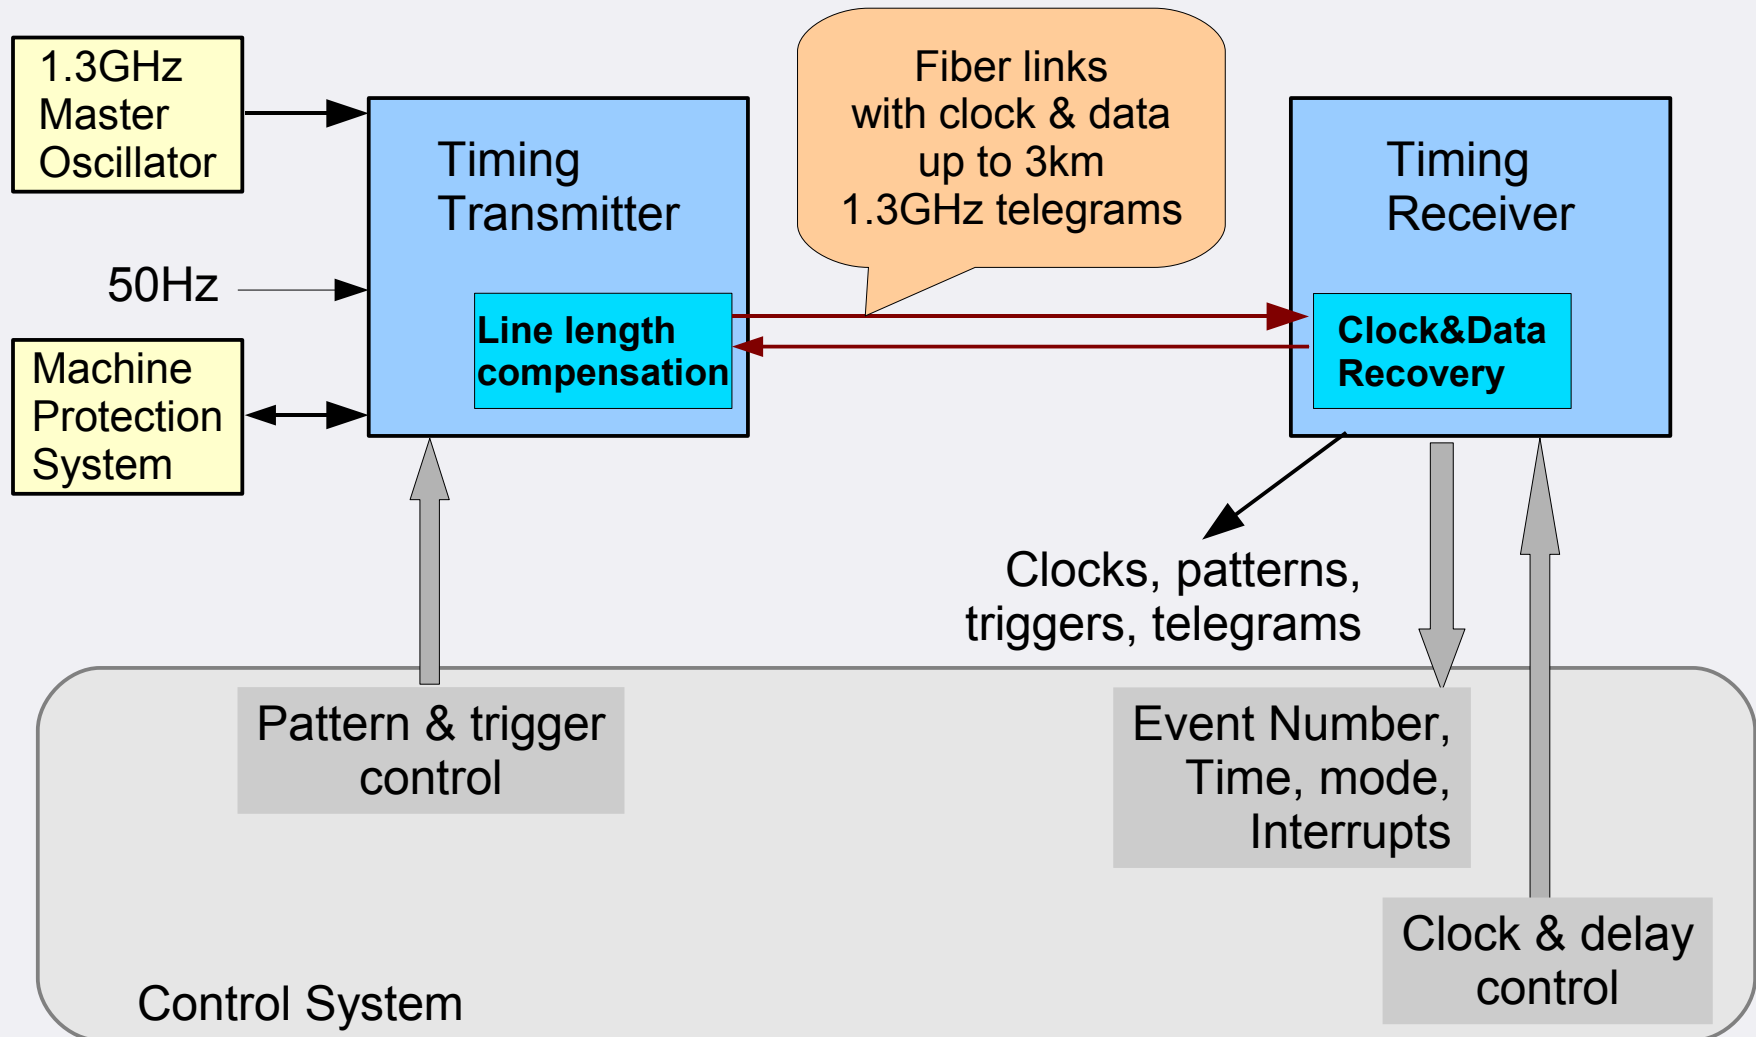 1.3GHz
Master
Oscillator
Timing
Transmitter
Fiber links
with clock & data
up to 3km
1.3GHz telegrams
Timing
Receiver
50Hz
Line length
compensation
Clock&Data
Recovery
Machine
Protection
System
Clocks, patterns,
triggers, telegrams
Pattern & trigger
control
Event Number,
Time, mode,
Interrupts
Clock & delay
control
Control System